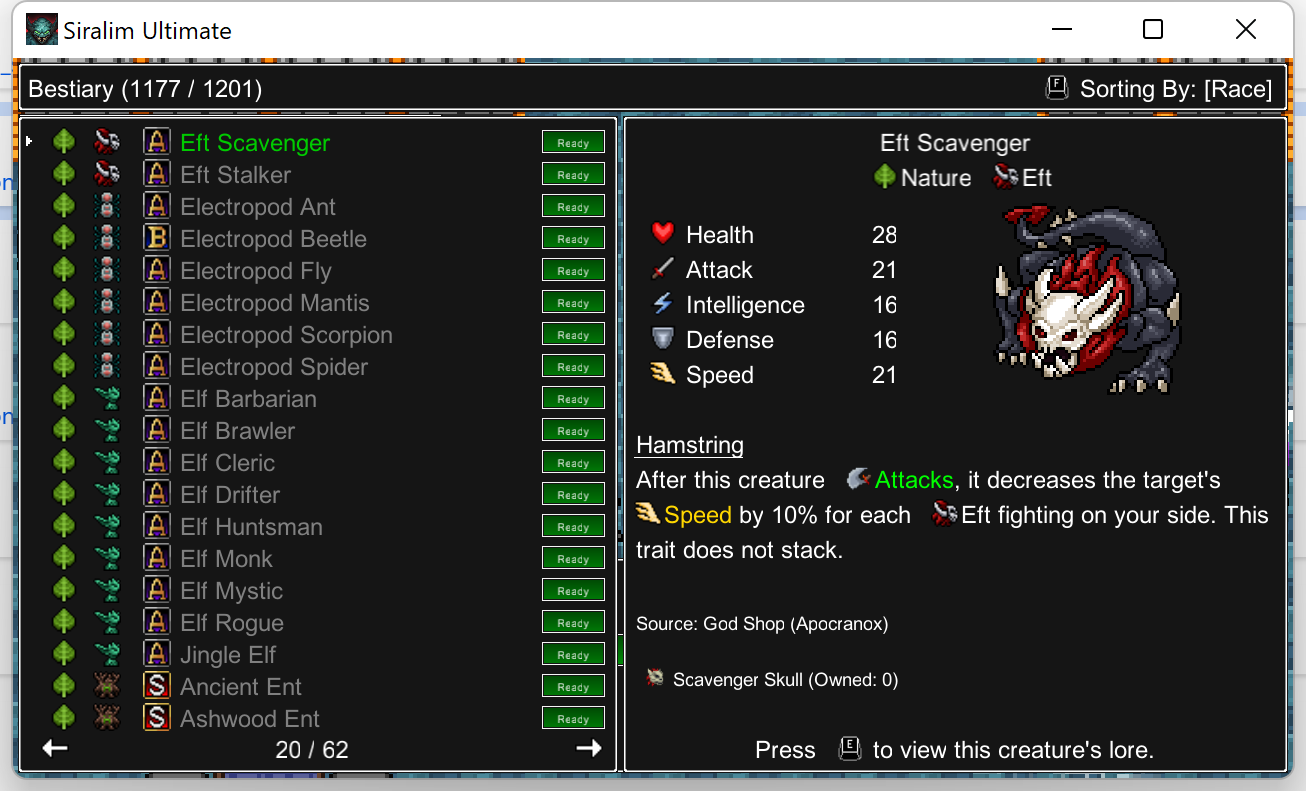 Siralim Ultimate
Bestiary (1177 / 1201)
F Sorting By: [Race]
A Eft Scavenger Ready
A Eft Stalker Ready
A Electropod Ant Ready
B Electropod Beetle Ready
A Electropod Fly Ready
A Electropod Mantis Ready
A Electropod Scorpion Ready
A Electropod Spider Ready
A Elf Barbarian Ready
A Elf Brawler Ready
A Elf Cleric Ready
A Elf Drifter Ready
A Elf Huntsman Ready
A Elf Monk Ready
A Elf Mystic Ready
A Elf Rogue Ready
A Jingle Elf Ready
S Ancient Ent Ready
S Ashwood Ent Ready
20 / 62
Eft Scavenger
Nature Eft
Health 28
Attack 21
Intelligence 16
Defense 16
Speed 21
Hamstring
After this creature Attacks, it decreases the target's
Speed by 10% for each Eft fighting on your side. This
trait does not stack.
Source: God Shop (Apocranox)
Scavenger Skull (Owned: 0)
Press E to view this creature's lore.